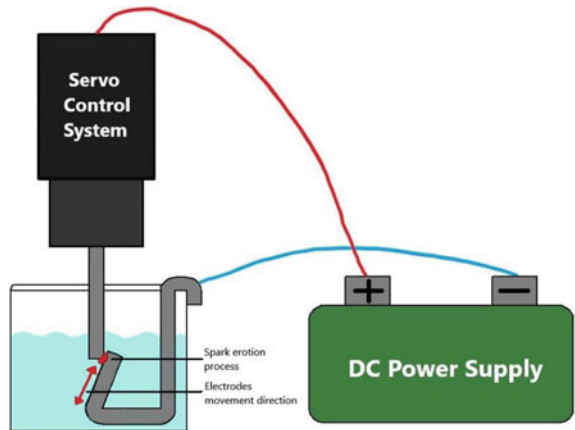 Servo
Control
System
+
−
Spark erotion
process
Electrodes
movement direction
DC Power Supply